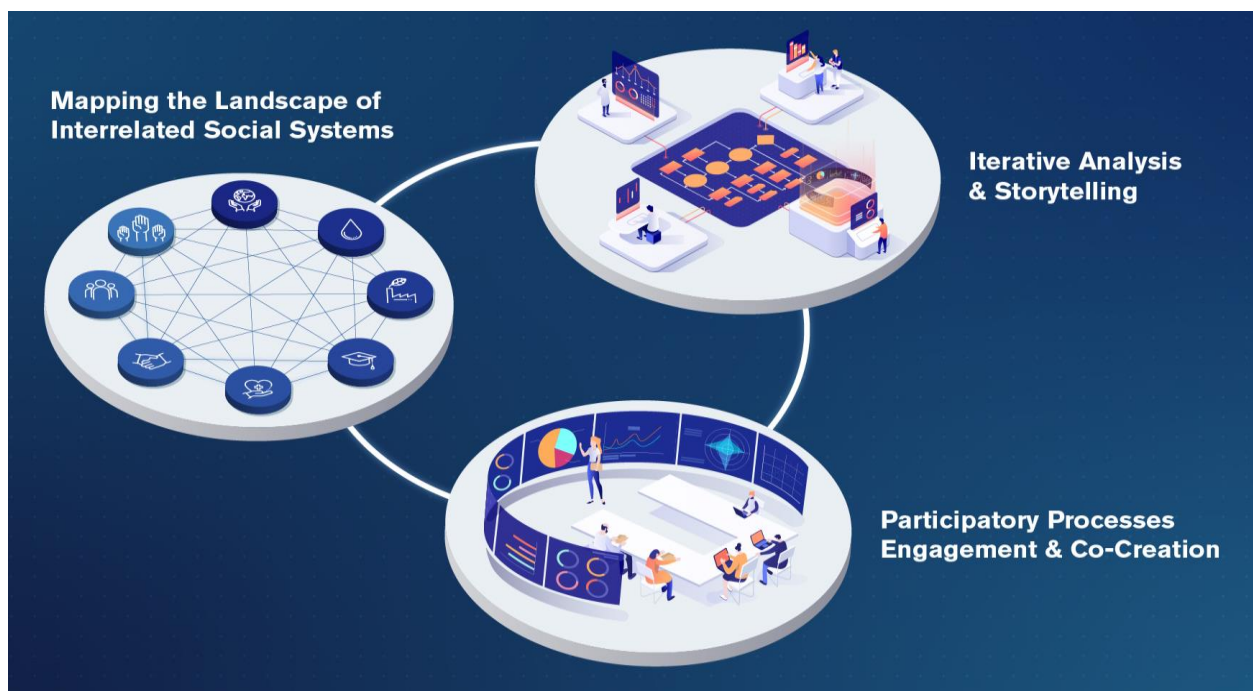 Mapping the Landscape of
Interrelated Social Systems
Iterative Analysis
& Storytelling
Participatory Processes
Engagement & Co-Creation